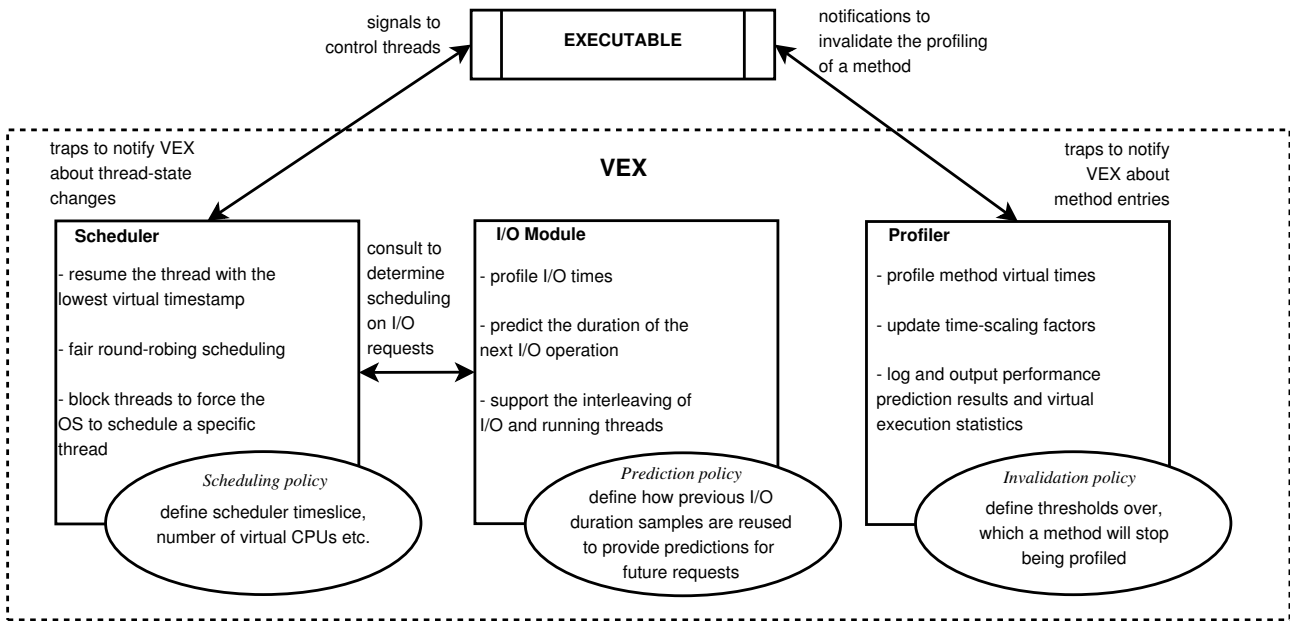 signals to
control threads
EXECUTABLE
notifications to
invalidate the profiling
of a method
traps to notify VEX
about thread-state
changes
VEX
traps to notify
VEX about
method entries
Scheduler
- resume the thread with the
lowest virtual timestamp
- fair round-robing scheduling
- block threads to force the
OS to schedule a specific
thread
Scheduling policy
define scheduler timeslice,
number of virtual CPUs etc.
consult to
determine
scheduling
on I/O
requests
I/O Module
- profile I/O times
- predict the duration of the
next I/O operation
- support the interleaving of
I/O and running threads
Prediction policy
define how previous I/O
duration samples are reused
to provide predictions for
future requests
Profiler
- profile method virtual times
- update time-scaling factors
- log and output performance
prediction results and virtual
execution statistics
Invalidation policy
define thresholds over,
which a method will stop
being profiled